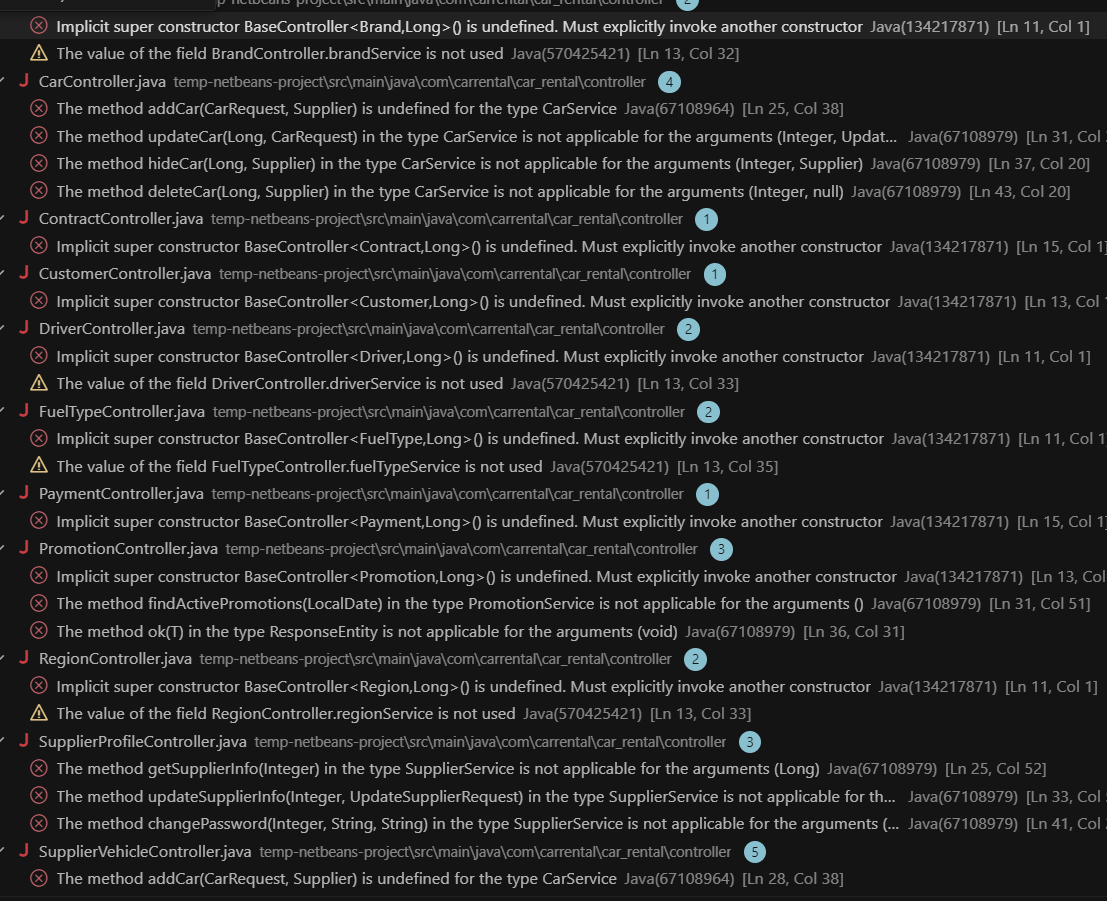 p-netbeans-project\src\main\java\com\carrental\car_rental\controller 2
Implicit super constructor BaseController<Brand,Long>() is undefined. Must explicitly invoke another constructor Java(134217871) [Ln 11, Col 1]
The value of the field BrandController.brandService is not used Java(570425421) [Ln 13, Col 32]
J CarController.java temp-netbeans-project\src\main\java\com\carrental\car_rental\controller 4
The method addCar(CarRequest, Supplier) is undefined for the type CarService Java(67108964) [Ln 25, Col 38]
The method updateCar(Long, CarRequest) in the type CarService is not applicable for the arguments (Integer, Updat... Java(67108979) [Ln 31, Col
The method hideCar(Long, Supplier) in the type CarService is not applicable for the arguments (Integer, Supplier) Java(67108979) [Ln 37, Col 20]
The method deleteCar(Long, Supplier) in the type CarService is not applicable for the arguments (Integer, null) Java(67108979) [Ln 43, Col 20]
J ContractController.java temp-netbeans-project\src\main\java\com\carrental\car_rental\controller 1
Implicit super constructor BaseController<Contract,Long>() is undefined. Must explicitly invoke another constructor Java(134217871) [Ln 15, Col 1]
J CustomerController.java temp-netbeans-project\src\main\java\com\carrental\car_rental\controller 1
Implicit super constructor BaseController<Customer,Long>() is undefined. Must explicitly invoke another constructor Java(134217871) [Ln 13, Col 1
J DriverController.java temp-netbeans-project\src\main\java\com\carrental\car_rental\controller 2
Implicit super constructor BaseController<Driver,Long>() is undefined. Must explicitly invoke another constructor Java(134217871) [Ln 11, Col 1]
The value of the field DriverController.driverService is not used Java(570425421) [Ln 13, Col 33]
J FuelTypeController.java temp-netbeans-project\src\main\java\com\carrental\car_rental\controller 2
Implicit super constructor BaseController<FuelType,Long>() is undefined. Must explicitly invoke another constructor Java(134217871) [Ln 11, Col 1
The value of the field FuelTypeController.fuelTypeService is not used Java(570425421) [Ln 13, Col 35]
J PaymentController.java temp-netbeans-project\src\main\java\com\carrental\car_rental\controller 1
Implicit super constructor BaseController<Payment,Long>() is undefined. Must explicitly invoke another constructor Java(134217871) [Ln 15, Col 1]
J PromotionController.java temp-netbeans-project\src\main\java\com\carrental\car_rental\controller 3
Implicit super constructor BaseController<Promotion,Long>() is undefined. Must explicitly invoke another constructor Java(134217871) [Ln 13, Col
The method findActivePromotions(LocalDate) in the type PromotionService is not applicable for the arguments () Java(67108979) [Ln 31, Col 51]
The method ok(T) in the type ResponseEntity is not applicable for the arguments (void) Java(67108979) [Ln 36, Col 31]
J RegionController.java temp-netbeans-project\src\main\java\com\carrental\car_rental\controller 2
Implicit super constructor BaseController<Region,Long>() is undefined. Must explicitly invoke another constructor Java(134217871) [Ln 11, Col 1]
The value of the field RegionController.regionService is not used Java(570425421) [Ln 13, Col 33]
J SupplierProfileController.java temp-netbeans-project\src\main\java\com\carrental\car_rental\controller 3
The method getSupplierInfo(Integer) in the type SupplierService is not applicable for the arguments (Long) Java(67108979) [Ln 25, Col 52]
The method updateSupplierInfo(Integer, UpdateSupplierRequest) in the type SupplierService is not applicable for th... Java(67108979) [Ln 33, Col
The method changePassword(Integer, String, String) in the type SupplierService is not applicable for the arguments (... Java(67108979) [Ln 41, Col
J SupplierVehicleController.java temp-netbeans-project\src\main\java\com\carrental\car_rental\controller 5
The method addCar(CarRequest, Supplier) is undefined for the type CarService Java(67108964) [Ln 28, Col 38]